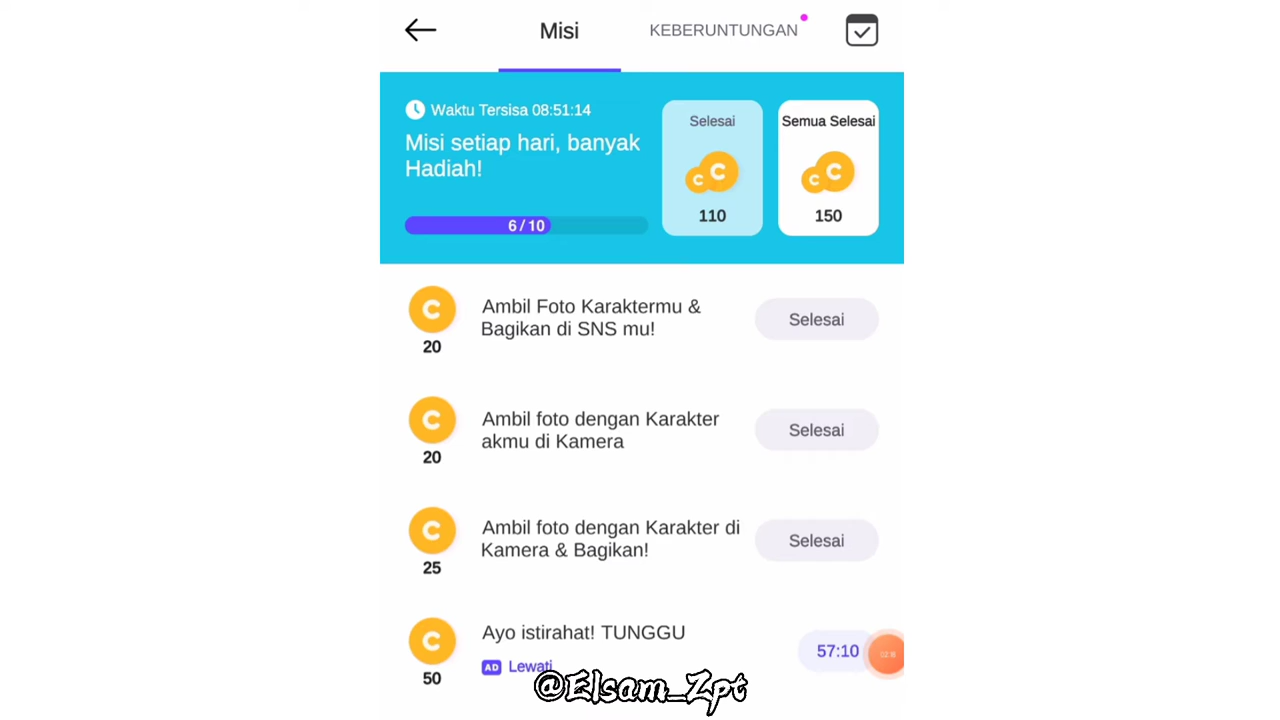 Misi
KEBERUNTUNGAN
Waktu Tersisa 08:51:14
Misi setiap hari, banyak
Hadiah!
6/10
Selesai
110
Semua Selesai
150
Ambil Foto Karaktermu &
Bagikan di SNS mu!
20
Selesai
Ambil foto dengan Karakter
akmu di Kamera
20
Selesai
Ambil foto dengan Karakter di
Kamera & Bagikan!
25
Selesai
Ayo istirahat! TUNGGU
AD Lewati
50
57:10
@Elsam_Zpt